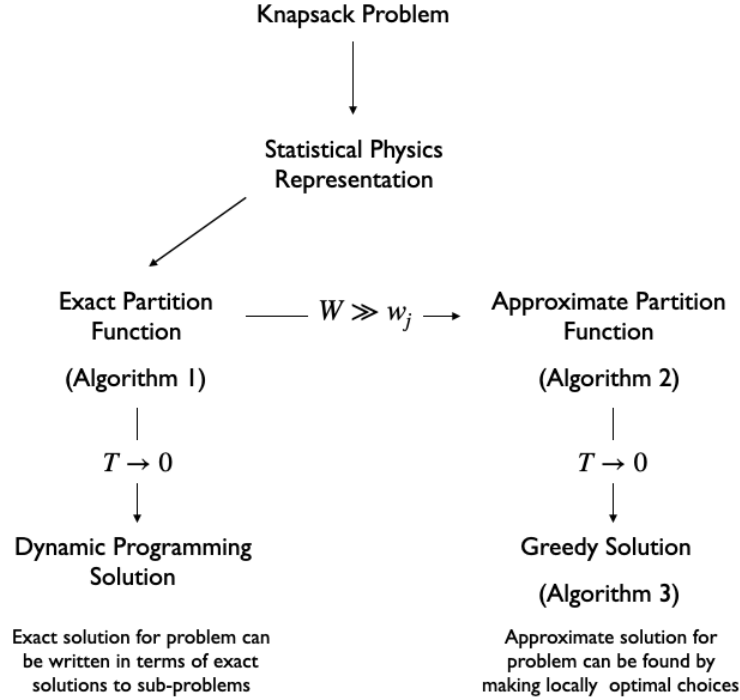 Knapsack Problem
Statistical Physics
Representation
Exact Partition
Function
(Algorithm 1)
W ≫ w_j
Approximate Partition
Function
(Algorithm 2)
T → 0
T → 0
Dynamic Programming
Solution
Greedy Solution
(Algorithm 3)
Exact solution for problem can
be written in terms of exact
solutions to sub-problems
Approximate solution for
problem can be found by
making locally optimal choices